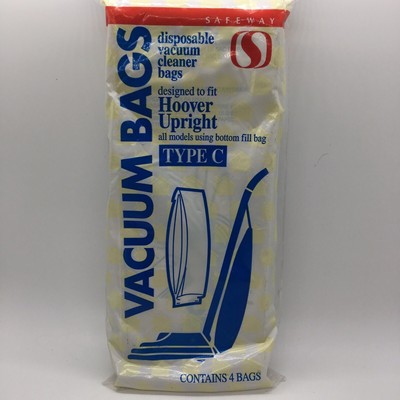 SAFEWAY
S
VACUUM BAGS
disposable
vacuum
cleaner
bags
designed to fit
Hoover
Upright
all models using bottom fill bag
TYPE C
CONTAINS 4 BAGS